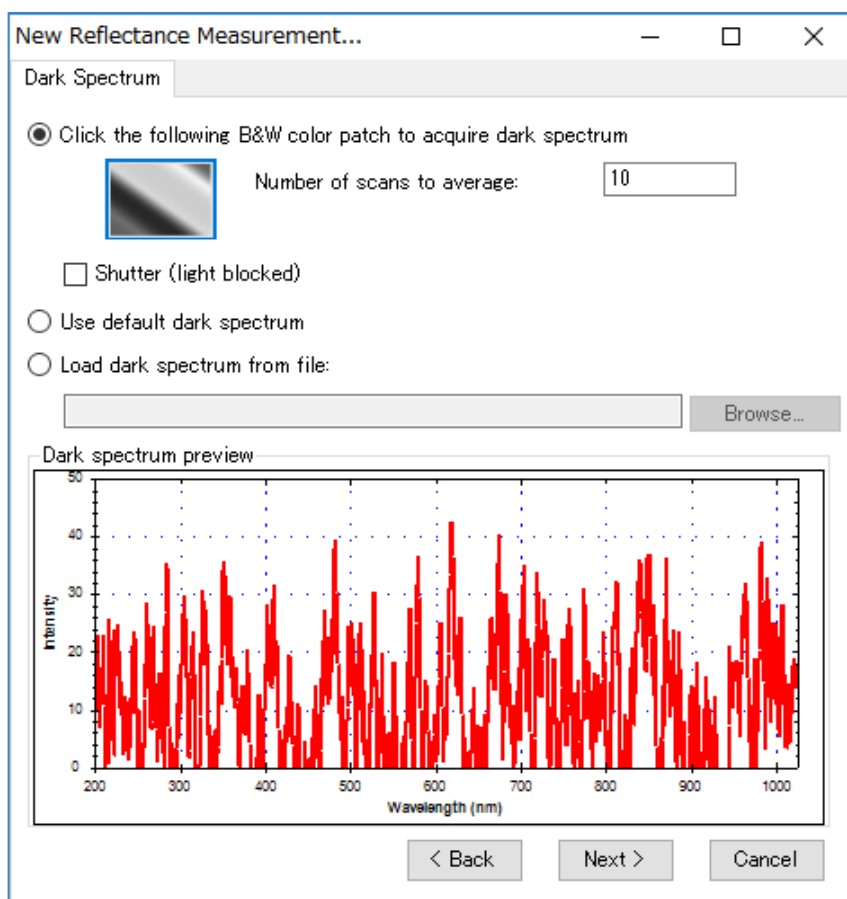 New Reflectance Measurement...
Dark Spectrum
Click the following B&W color patch to acquire dark spectrum
Number of scans to average: 10
Shutter (light blocked)
Use default dark spectrum
Load dark spectrum from file:
Browse...
Dark spectrum preview
50
40
30
20
10
0
Intensity
200 300 400 500 600 700 800 900 1000
Wavelength (nm)
< Back Next > Cancel